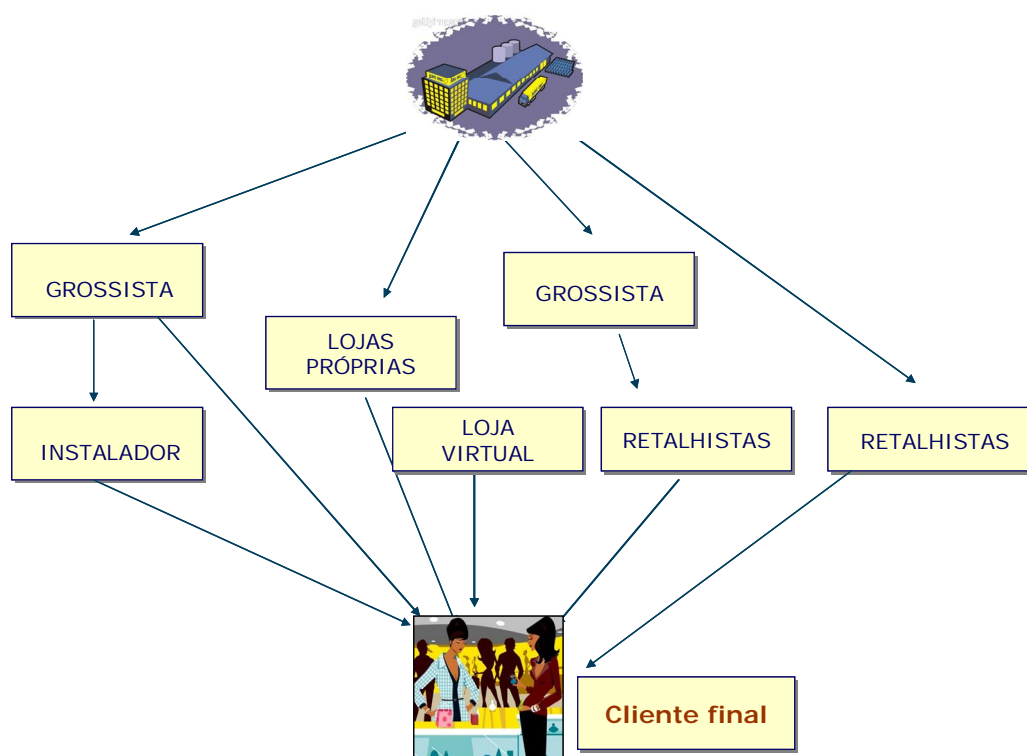 GROSSISTA
GROSSISTA
LOJAS
PRÓPRIAS
LOJA
VIRTUAL
INSTALADOR
RETALHISTAS
RETALHISTAS
Cliente final